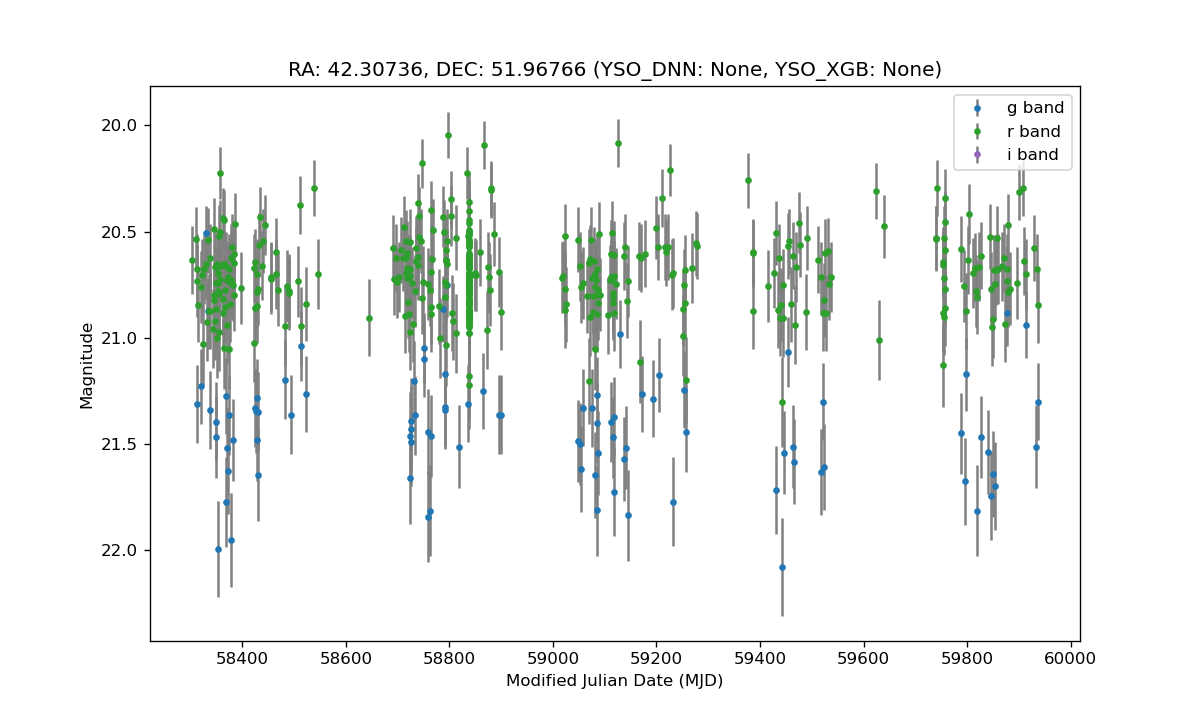 RA: 42.30736, DEC: 51.96766 (YSO_DNN: None, YSO_XGB: None)
g band
r band
i band
20.0
20.5
21.0
21.5
22.0
Magnitude
58400 58600 58800 59000 59200 59400 59600 59800 60000
Modified Julian Date (MJD)